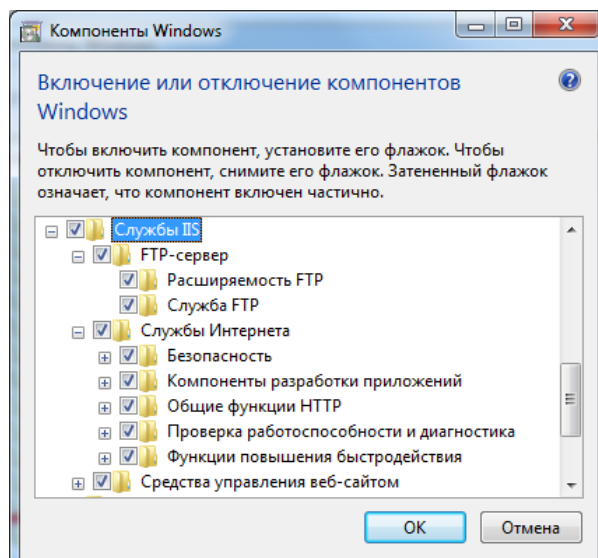 Компоненты Windows
Включение или отключение компонентов
Windows
Чтобы включить компонент, установите его флажок. Чтобы
отключить компонент, снимите его флажок. Затененный флажок
означает, что компонент включен частично.
Службы IIS
FTP-сервер
Расширяемость FTP
Служба FTP
Службы Интернета
Безопасность
Компоненты разработки приложений
Общие функции HTTP
Проверка работоспособности и диагностика
Функции повышения быстродействия
Средства управления веб-сайтом
ОК Отмена